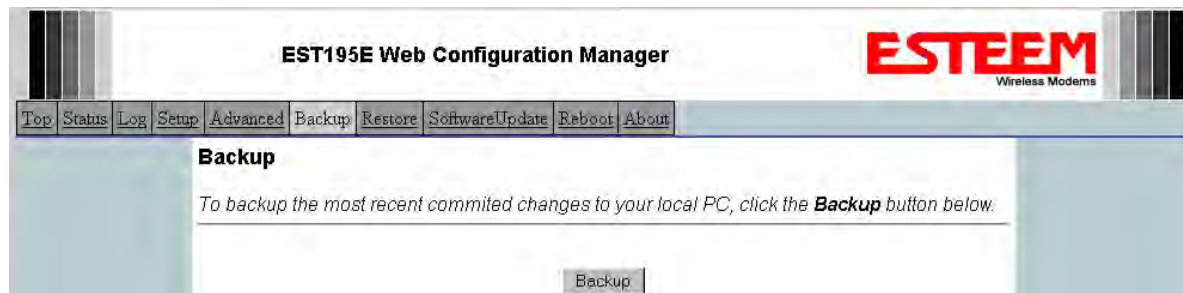 EST195E Web Configuration Manager
ESTEEM
Wireless Modems
Top Status Log Setup Advanced Backup Restore SoftwareUpdate Reboot About
Backup
To backup the most recent commited changes to your local PC, click the Backup button below.
Backup